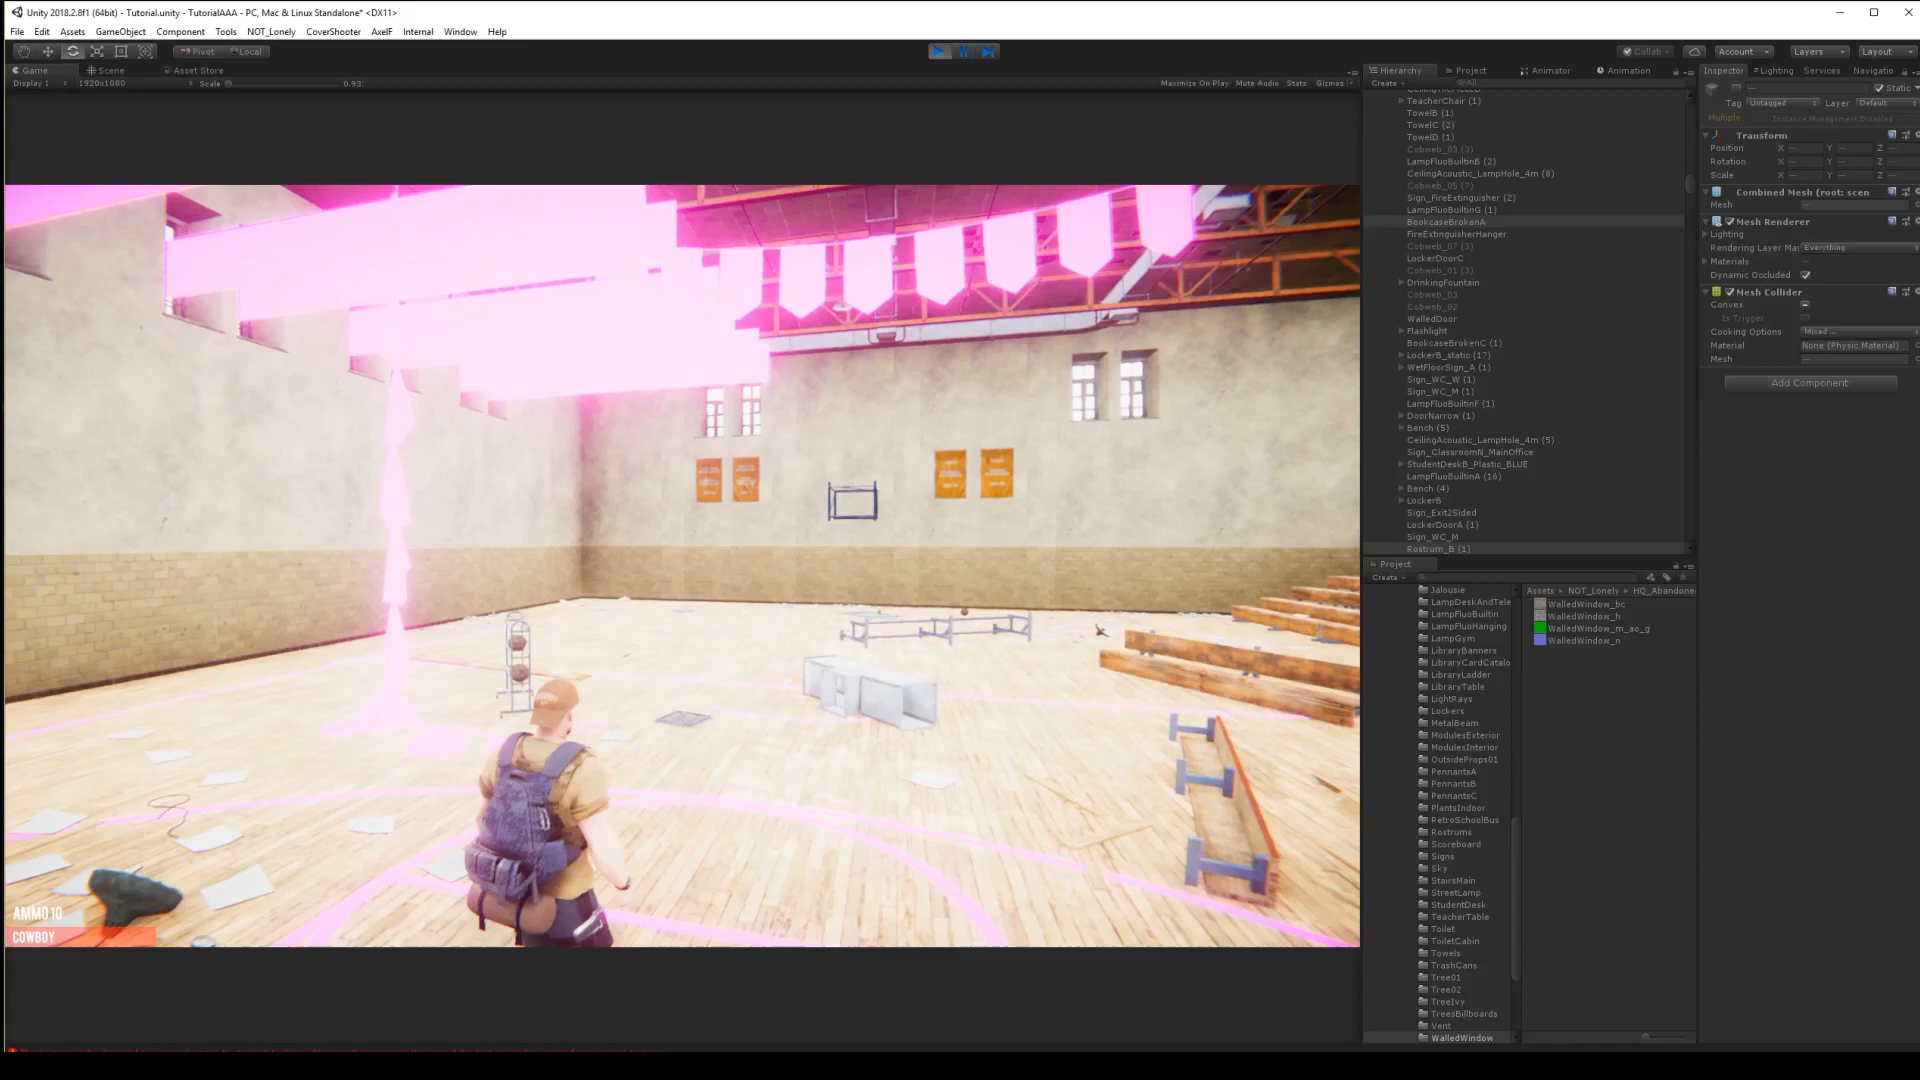 Unity 2018.2.8f1 (64bit) - Tutorial.unity - TutorialAAA - PC, Mac & Linux Standalone* <DX11>
File Edit Assets GameObject Component Tools NOT_Lonely CoverShooter AxelF Internal Window Help
Pivot Local Collab Account Layers Layout
Game Scene Asset Store
Display 1 1920x1080 Scale 0.93: Maximize On Play Mute Audio Stats Gizmos
AMMO 10
COWBOY
Hierarchy Project Animator Animation
Create All
TeacherChair (1)
TowelB (1)
TowelC (2)
TowelD (1)
Cobweb_03 (3)
LampFluoBuiltinB (2)
CeilingAcoustic_LampHole_4m (8)
Cobweb_05 (7)
Sign_FireExtinguisher (2)
LampFluoBuiltinG (1)
BookcaseBrokenA
FireExtinguisherHanger
Cobweb_07 (3)
LockerDoorC
Cobweb_01 (3)
DrinkingFountain
Cobweb_03
Cobweb_02
WalledDoor
Flashlight
BookcaseBrokenC (1)
LockerB_static (17)
WetFloorSign_A (1)
Sign_WC_W (1)
Sign_WC_M (1)
LampFluoBuiltinF (1)
DoorNarrow (1)
Bench (5)
CeilingAcoustic_LampHole_4m (5)
Sign_ClassroomN_MainOffice
StudentDeskB_Plastic_BLUE
LampFluoBuiltinA (16)
Bench (4)
LockerB
Sign_Exit2Sided
LockerDoorA (1)
Sign_WC_M
Rostrum_B (1)
Project
Create
Jalousie
LampDeskAndTele
LampFluoBuiltin
LampFluoHanging
LampGym
LibraryBanners
LibraryCardCatalo
LibraryLadder
LibraryTable
LightRays
Lockers
MetalBeam
ModulesExterior
ModulesInterior
OutsideProps01
PennantsA
PennantsB
PennantsC
PlantsIndoor
RetroSchoolBus
Rostrums
Scoreboard
Signs
Sky
StairsMain
StreetLamp
StudentDesk
TeacherTable
Toilet
ToiletCabin
Towels
TrashCans
Tree01
Tree02
TreeIvy
TreesBillboards
Vent
WalledWindow
Assets NOT_Lonely HQ_Abandone
WalledWindow_bc
WalledWindow_h
WalledWindow_m_ao_g
WalledWindow_n
Inspector Lighting Services Navigatio
Static
Tag Untagged Layer Default
Multiple Instance Management Disabled
Transform
Position X Y Z
Rotation X Y Z
Scale X Y Z
Combined Mesh (root: scen
Mesh
Mesh Renderer
Lighting
Rendering Layer Mas Everything
Materials
Dynamic Occluded
Mesh Collider
Convex
Is Trigger
Cooking Options Mixed ...
Material None (Physic Material)
Mesh
Add Component